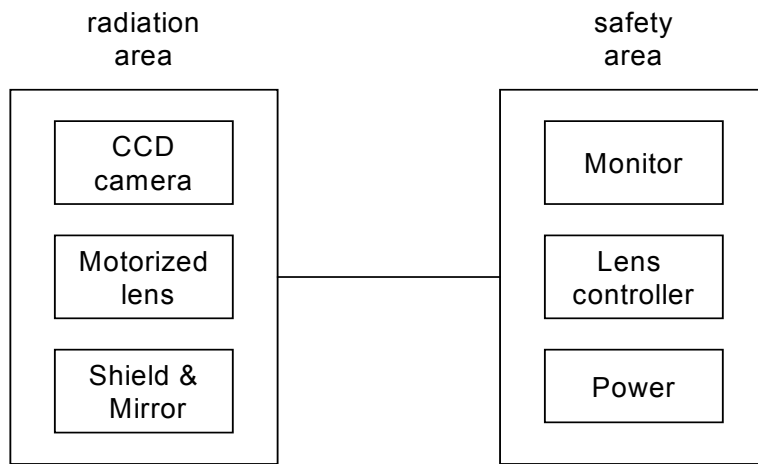 radiation
area
CCD
camera
Motorized
lens
Shield &
Mirror
safety
area
Monitor
Lens
controller
Power